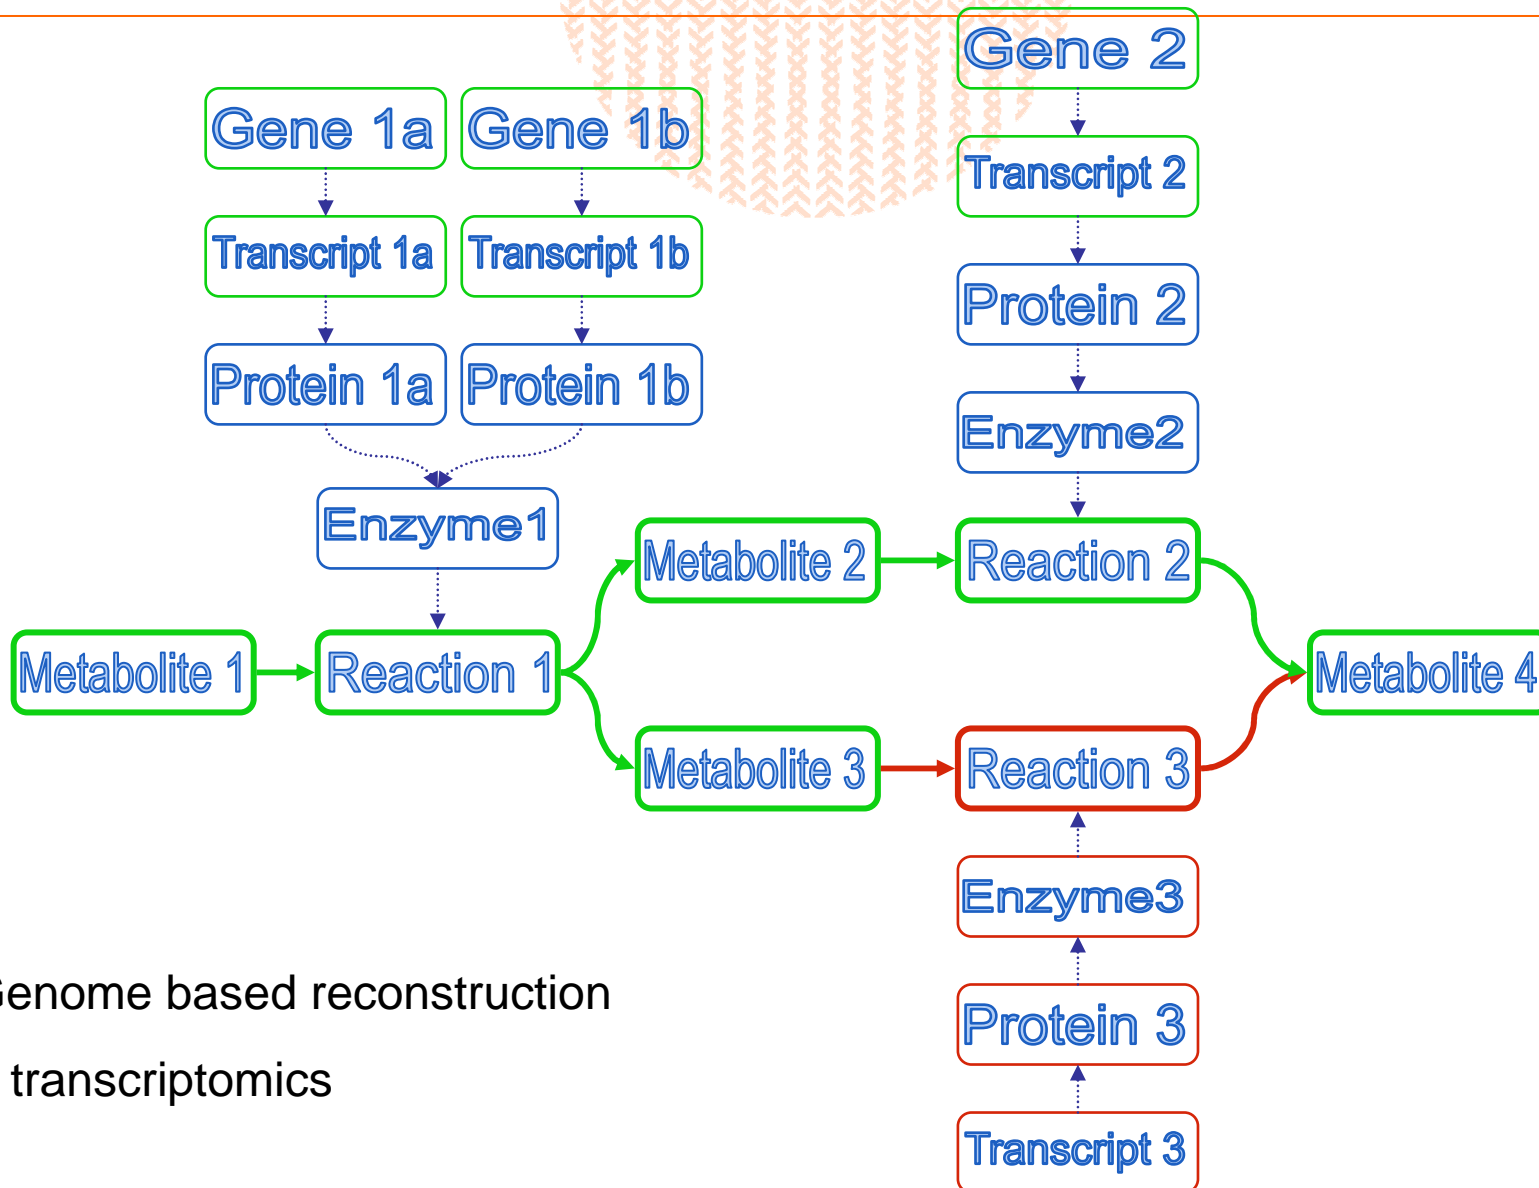 Gene 2
Gene 1a
Gene 1b
Transcript 2
Transcript 1a
Transcript 1b
Protein 2
Protein 1a
Protein 1b
Enzyme2
Enzyme1
Metabolite 2
Reaction 2
Metabolite 1
Reaction 1
Metabolite 4
Metabolite 3
Reaction 3
Enzyme3
Genome based reconstruction
Protein 3
transcriptomics
Transcript 3